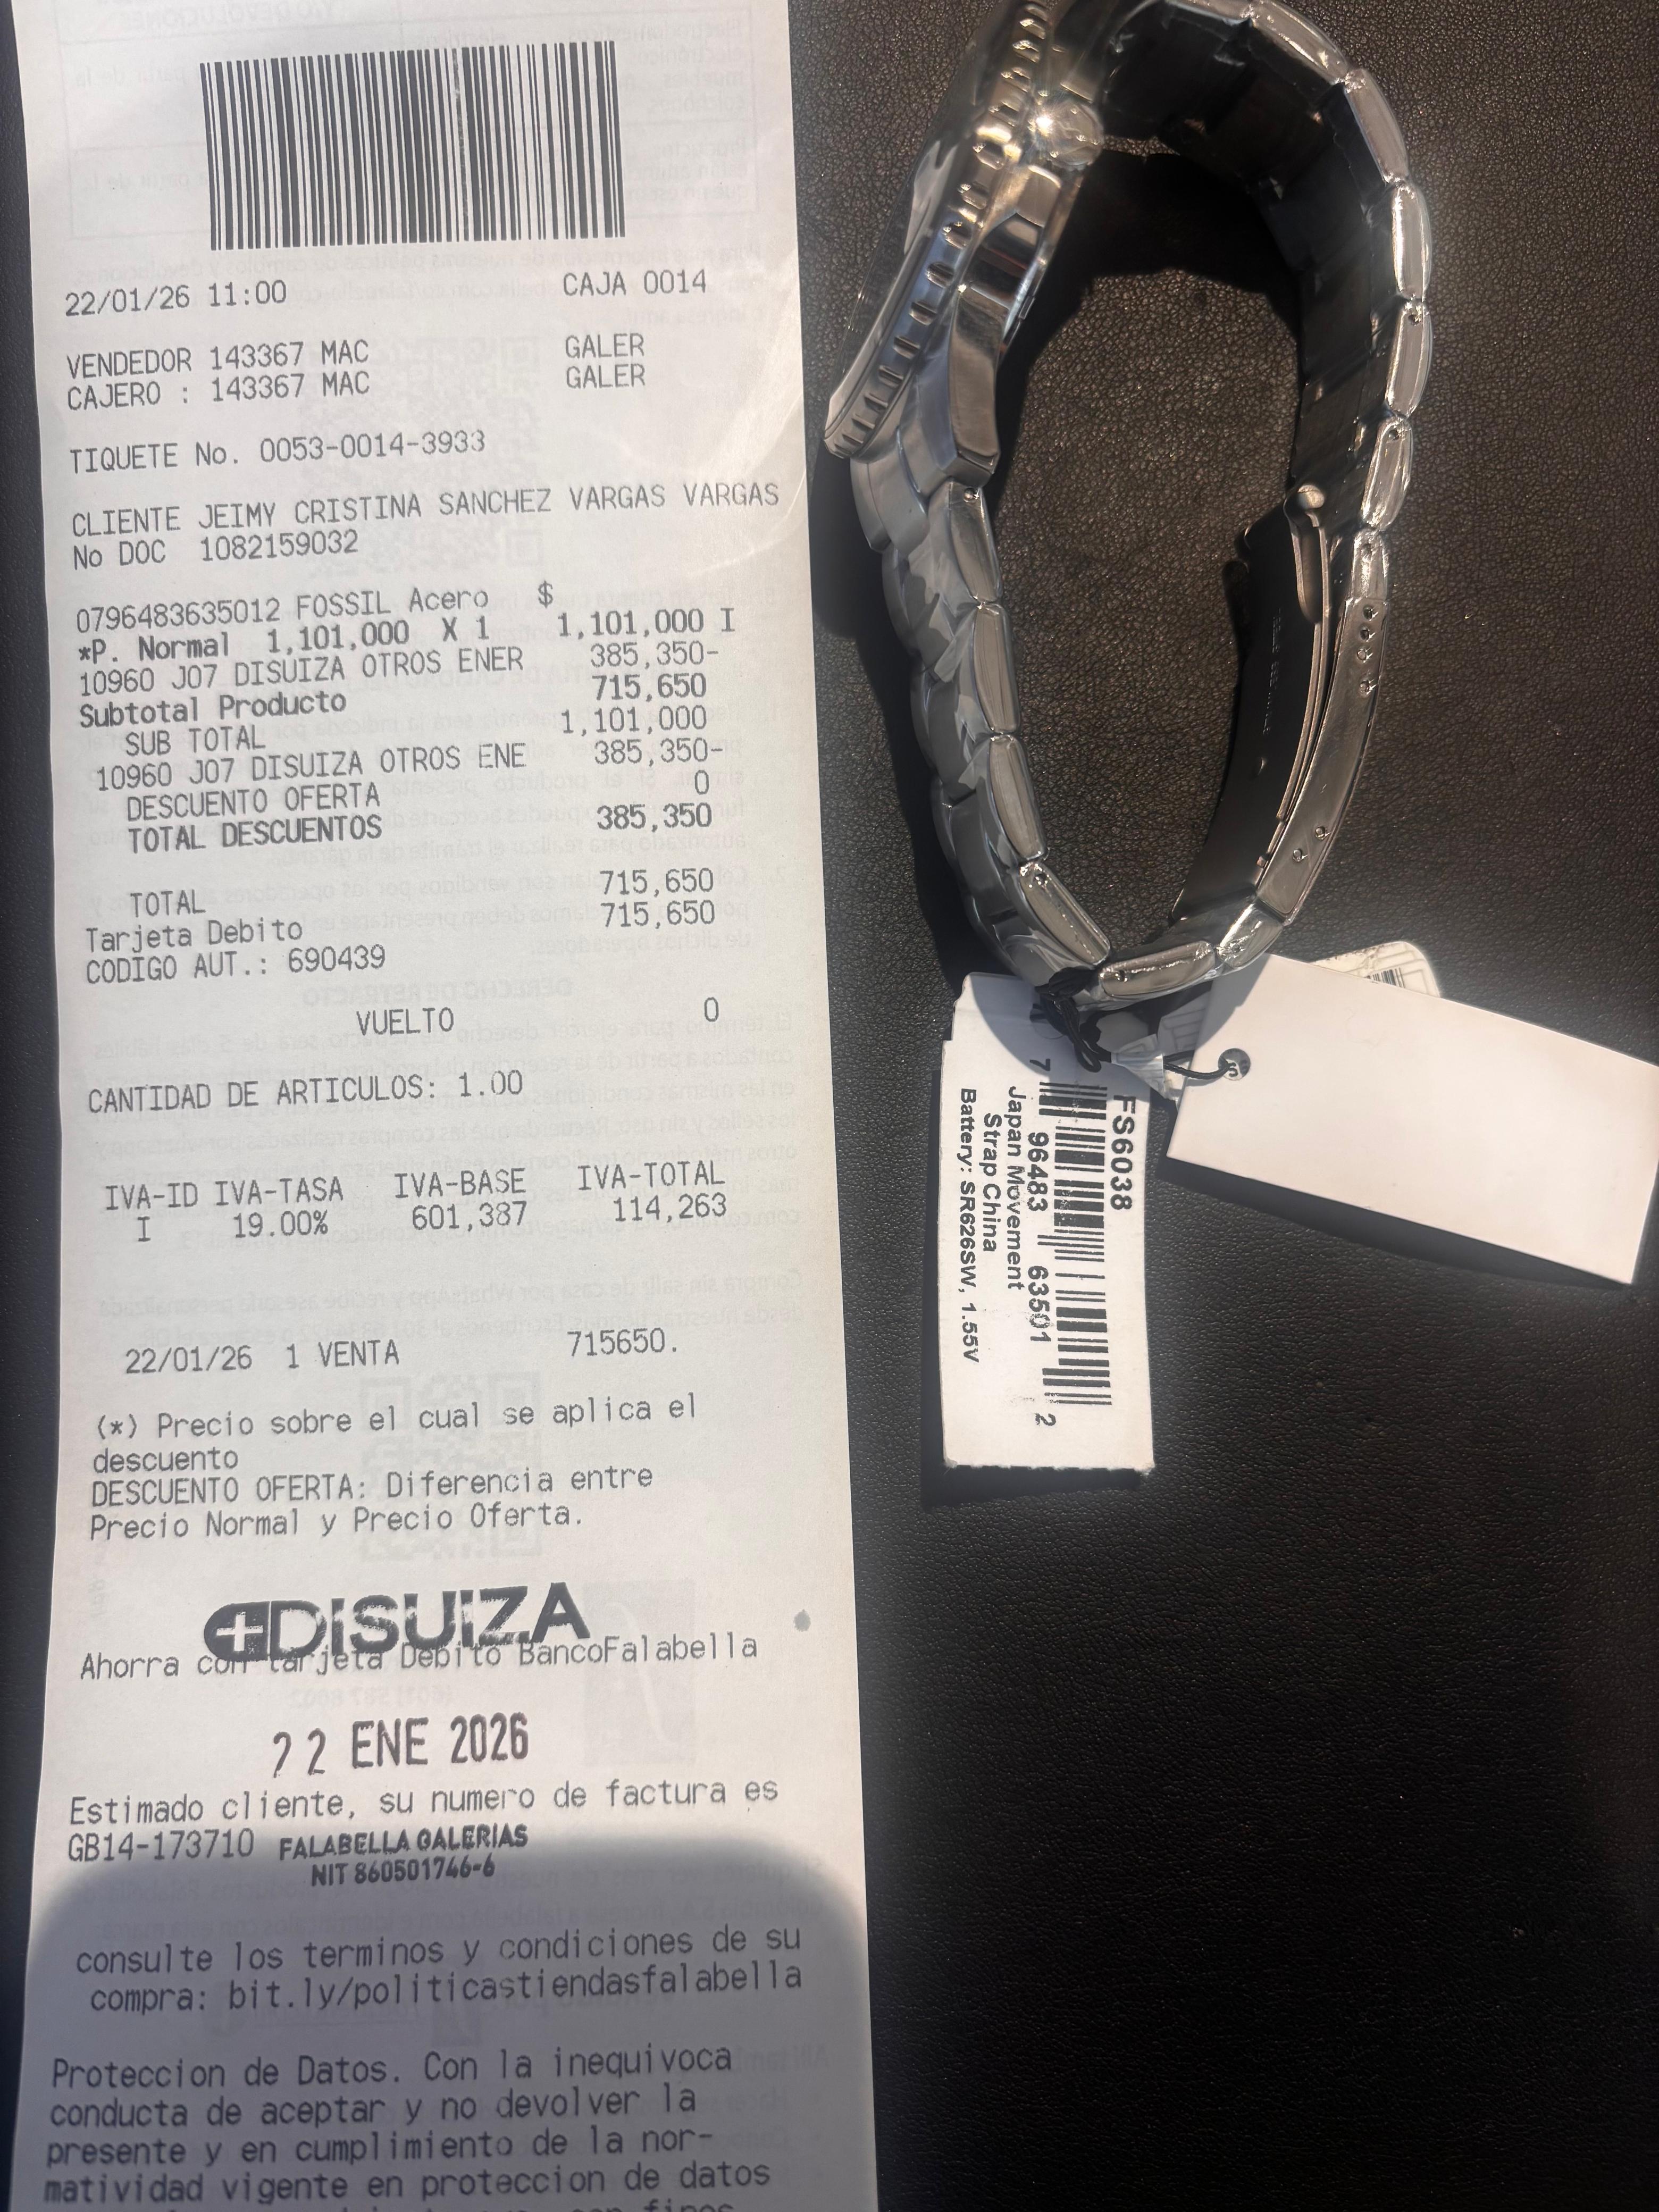 22/01/26 11:00 CAJA 0014
VENDEDOR 143367 MAC GALER
CAJERO : 143367 MAC GALER
TIQUETE No. 0053-0014-3933
CLIENTE JEIMY CRISTINA SANCHEZ VARGAS VARGAS
No DOC 1082159032
0796483635012 FOSSIL Acero $
*P. Normal 1,101,000 X 1 1,101,000 I
10960 J07 DISUIZA OTROS ENER 385,350-
Subtotal Producto 715,650
SUB TOTAL 1,101,000
10960 J07 DISUIZA OTROS ENE 385,350-
DESCUENTO OFERTA 0
TOTAL DESCUENTOS 385,350
TOTAL 715,650
Tarjeta Debito 715,650
CODIGO AUT.: 690439
VUELTO 0
CANTIDAD DE ARTICULOS: 1.00
IVA-ID IVA-TASA IVA-BASE IVA-TOTAL
I 19.00% 601,387 114,263
22/01/26 1 VENTA 715650.
(*) Precio sobre el cual se aplica el
descuento
DESCUENTO OFERTA: Diferencia entre
Precio Normal y Precio Oferta.
DISUIZA
Ahorra con tarjeta Debito BancoFalabella
22 ENE 2026
Estimado cliente, su numero de factura es
GB14-173710 FALABELLA GALERIAS
NIT 860501746-6
consulte los terminos y condiciones de su
compra: bit.ly/politicastiendasfalabella
Proteccion de Datos. Con la inequivoca
conducta de aceptar y no devolver la
presente y en cumplimiento de la nor-
matividad vigente en proteccion de datos
FS6038
7 96483 63501 2
Japan Movement
Strap China
Battery: SR626SW, 1.55V